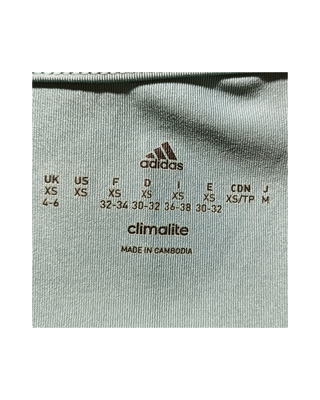 adidas
UK US F D I E CDN J
XS XS XS XS XS XS XS/TP M
4-6 32-34 30-32 36-38 30-32
climalite
MADE IN CAMBODIA